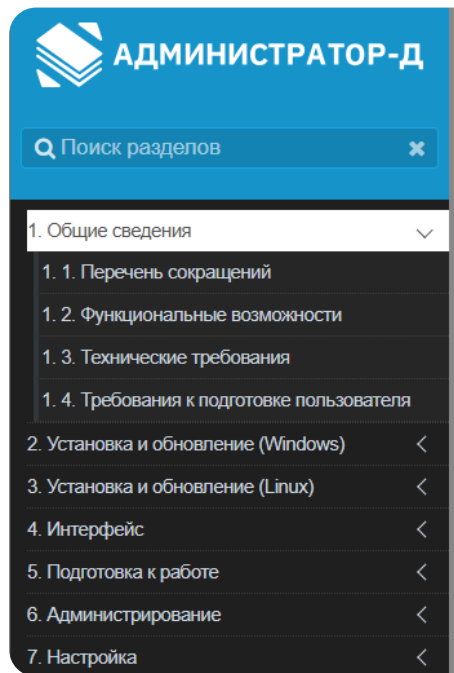 АДМИНИСТРАТОР-Д
Поиск разделов
1. Общие сведения
1. 1. Перечень сокращений
1. 2. Функциональные возможности
1. 3. Технические требования
1. 4. Требования к подготовке пользователя
2. Установка и обновление (Windows)
3. Установка и обновление (Linux)
4. Интерфейс
5. Подготовка к работе
6. Администрирование
7. Настройка